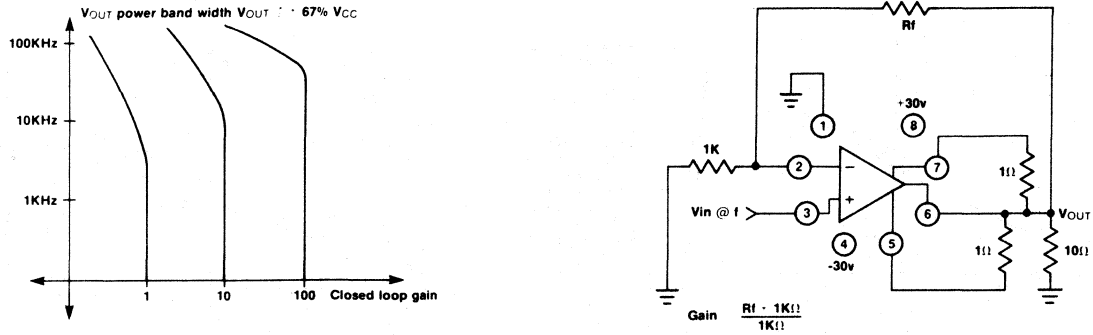 VOUT power band width VOUT : · 67% VCC
100KHz
10KHz
1KHz
1 10 100 Closed loop gain
Rf
+30v
1 8
1K
2 − 7 1Ω
Vin @ f 3 + 6 VOUT
4 5 1Ω 10Ω
-30v
Gain Rf - 1KΩ
1KΩ